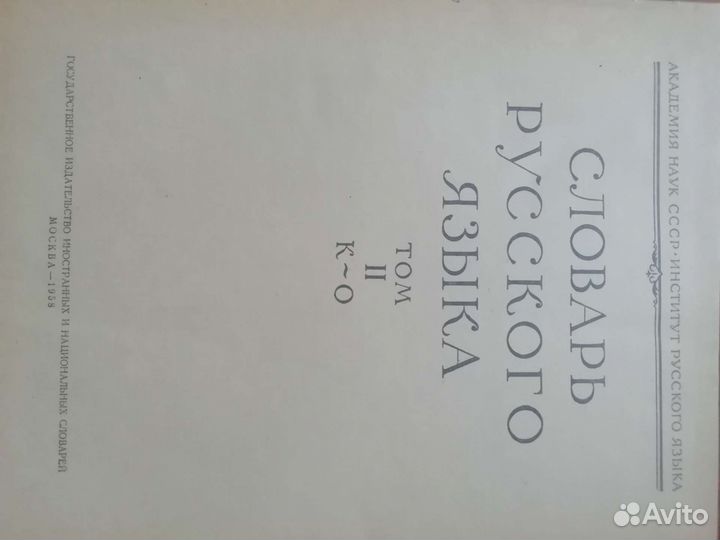 АКАДЕМИЯ НАУК СССР · ИНСТИТУТ РУССКОГО ЯЗЫКА
СЛОВАРЬ
РУССКОГО
ЯЗЫКА
ТОМ
II
К~О
ГОСУДАРСТВЕННОЕ ИЗДАТЕЛЬСТВО ИНОСТРАННЫХ И НАЦИОНАЛЬНЫХ СЛОВАРЕЙ
МОСКВА — 1958
Avito